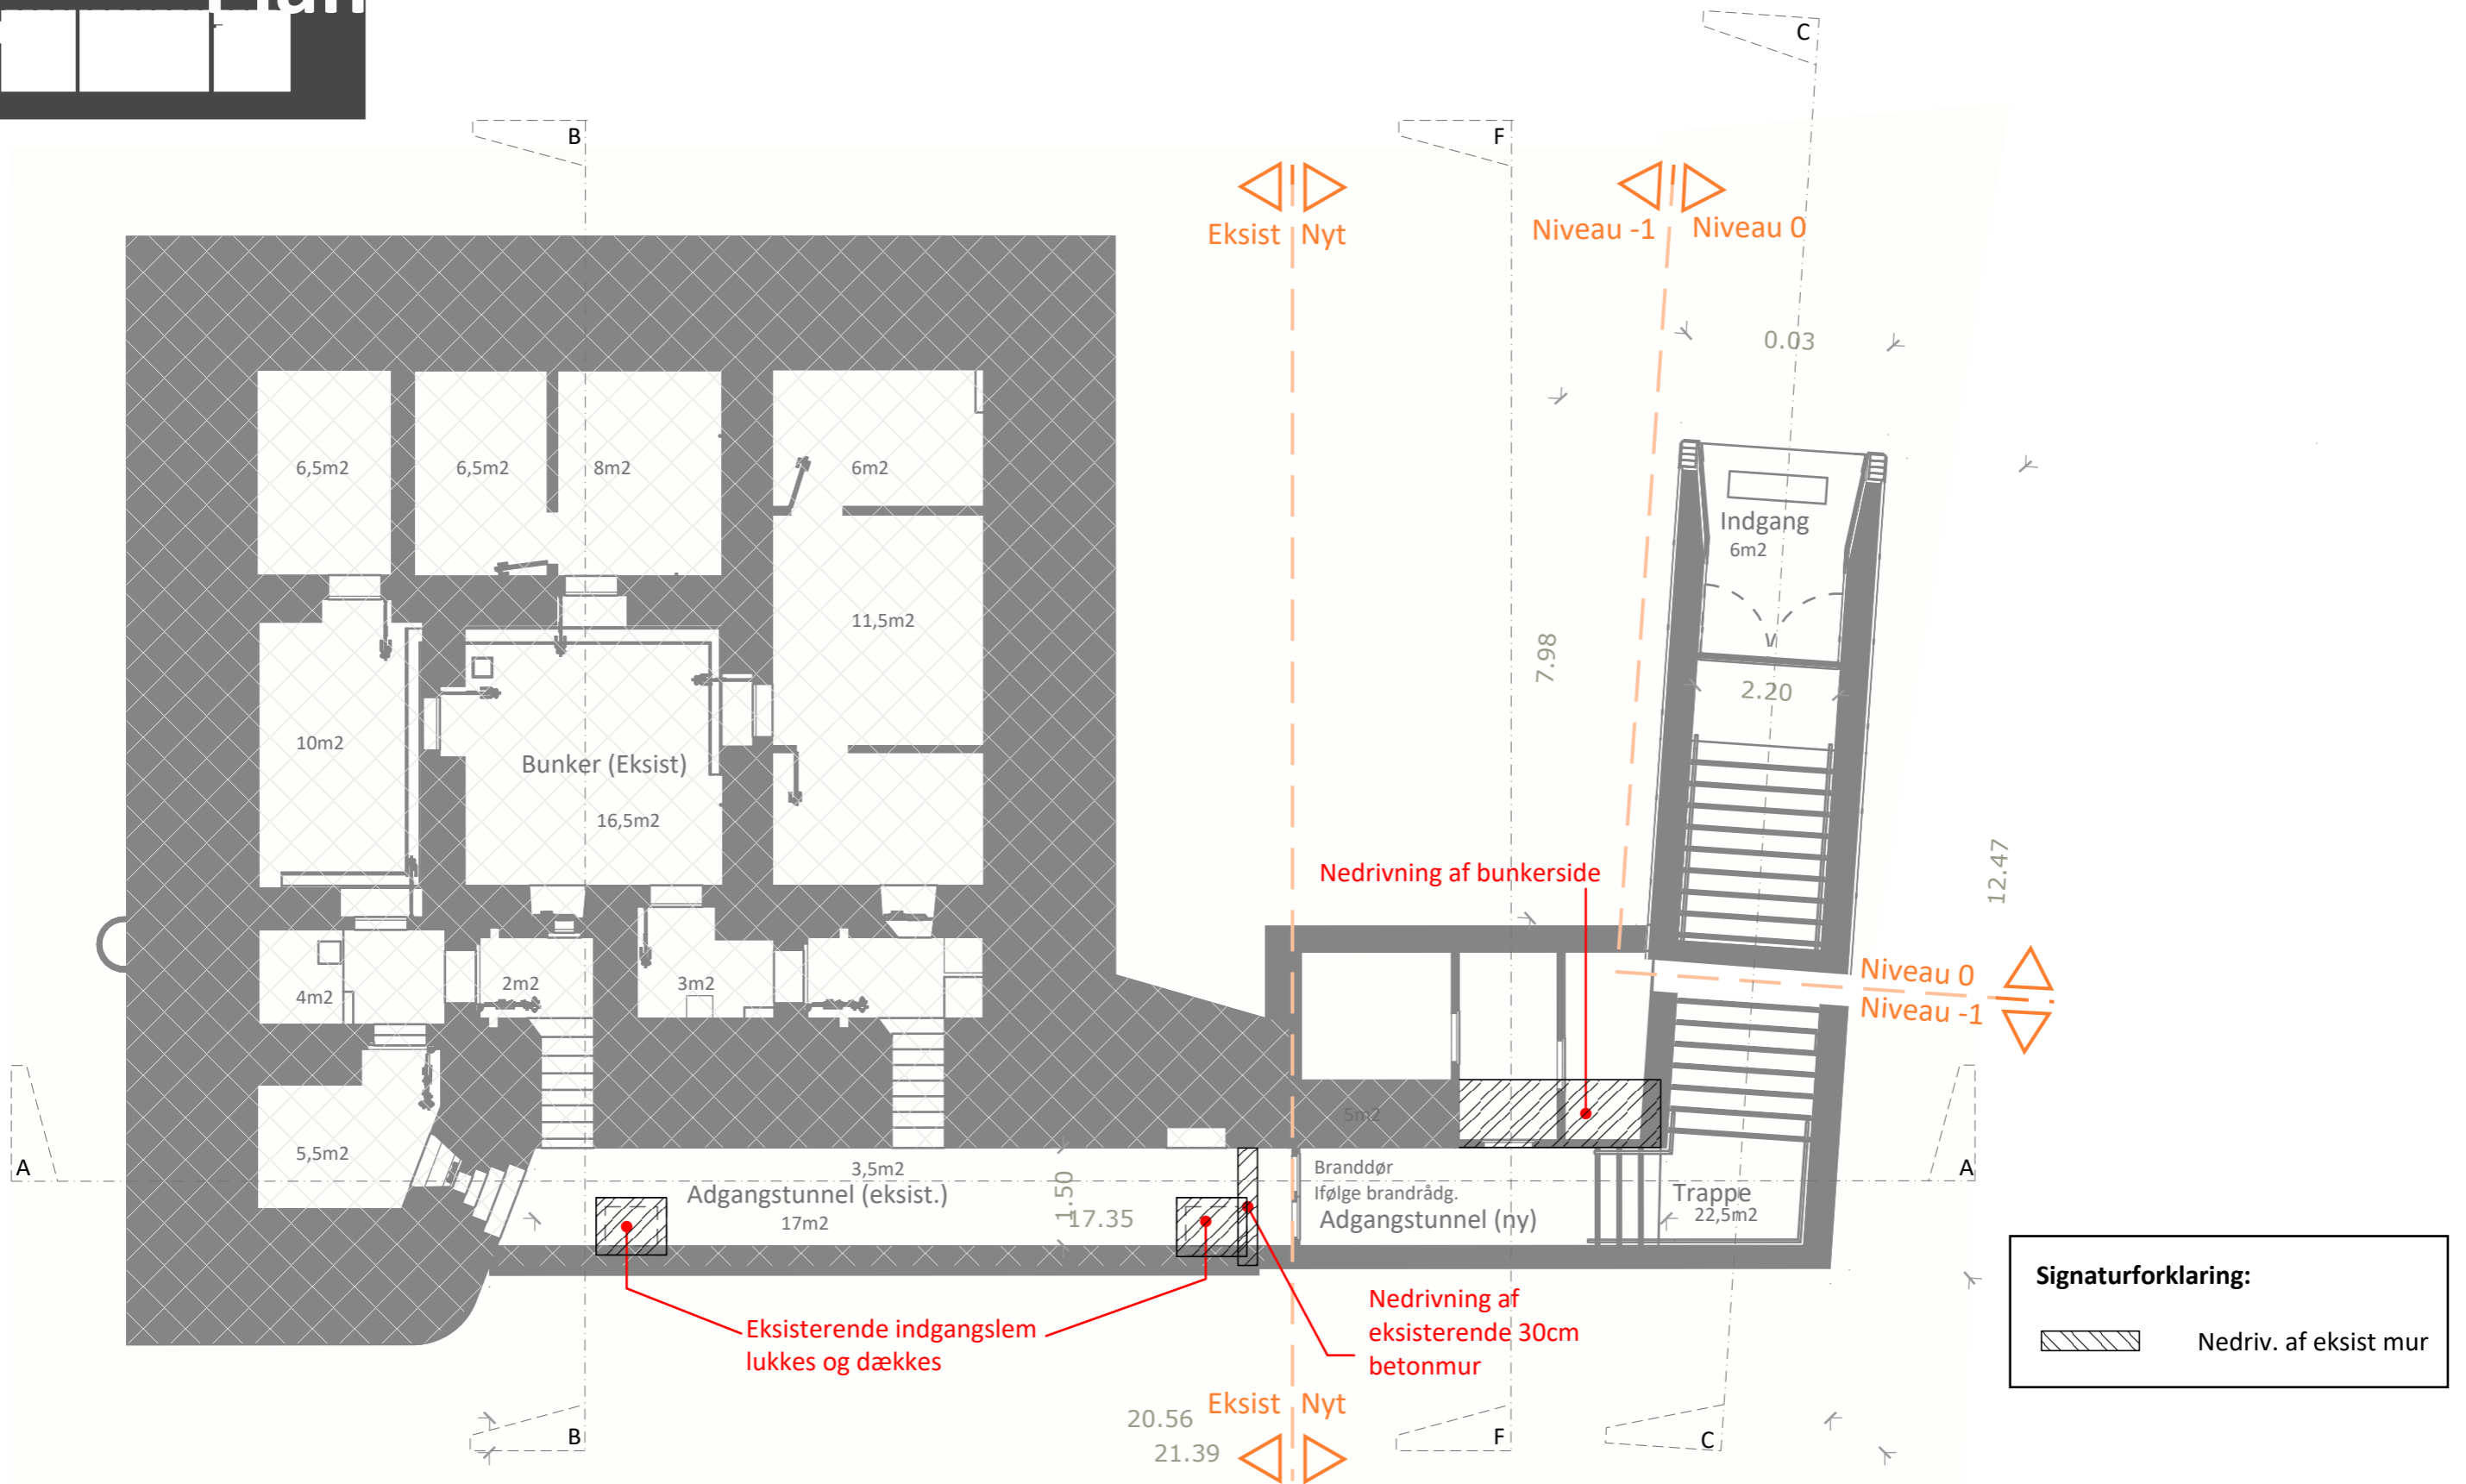 C
B
F
Eksist Nyt
Niveau -1 Niveau 0
0.03
6,5m2
6,5m2
8m2
6m2
Indgang
6m2
11,5m2
7.98
2.20
10m2
Bunker (Eksist)
16,5m2
Nedrivning af bunkerside
12.47
Niveau 0
Niveau -1
4m2
2m2
3m2
5m2
5,5m2
A
3,5m2
Adgangstunnel (eksist.)
17m2
1.50
17.35
Branddør
Ifølge brandrådg.
Adgangstunnel (ny)
Trappe
22,5m2
A
Eksisterende indgangslem
lukkes og dækkes
Nedrivning af
eksisterende 30cm
betonmur
Signaturforklaring:
Nedriv. af eksist mur
20.56
21.39
Eksist Nyt
B
F
C